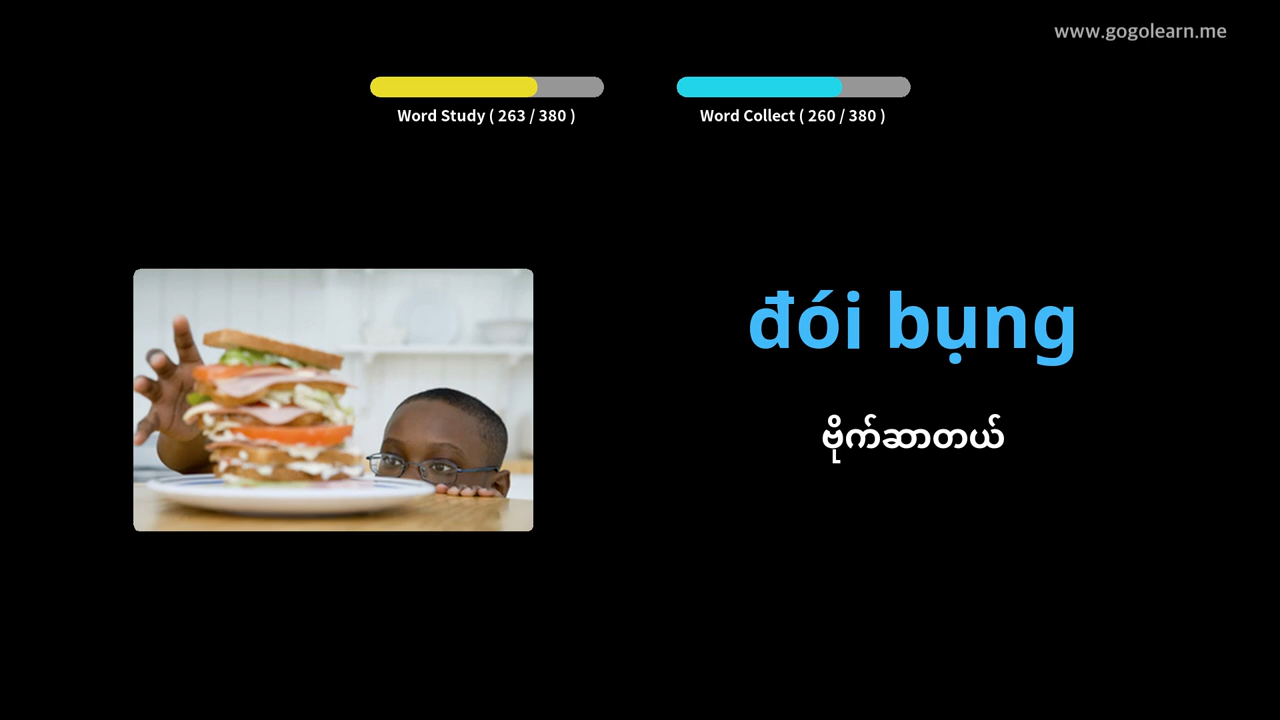 www.gogolearn.me
Word Study ( 263 / 380 )
Word Collect ( 260 / 380 )
đói bụng
ဗိုက်ဆာတယ်